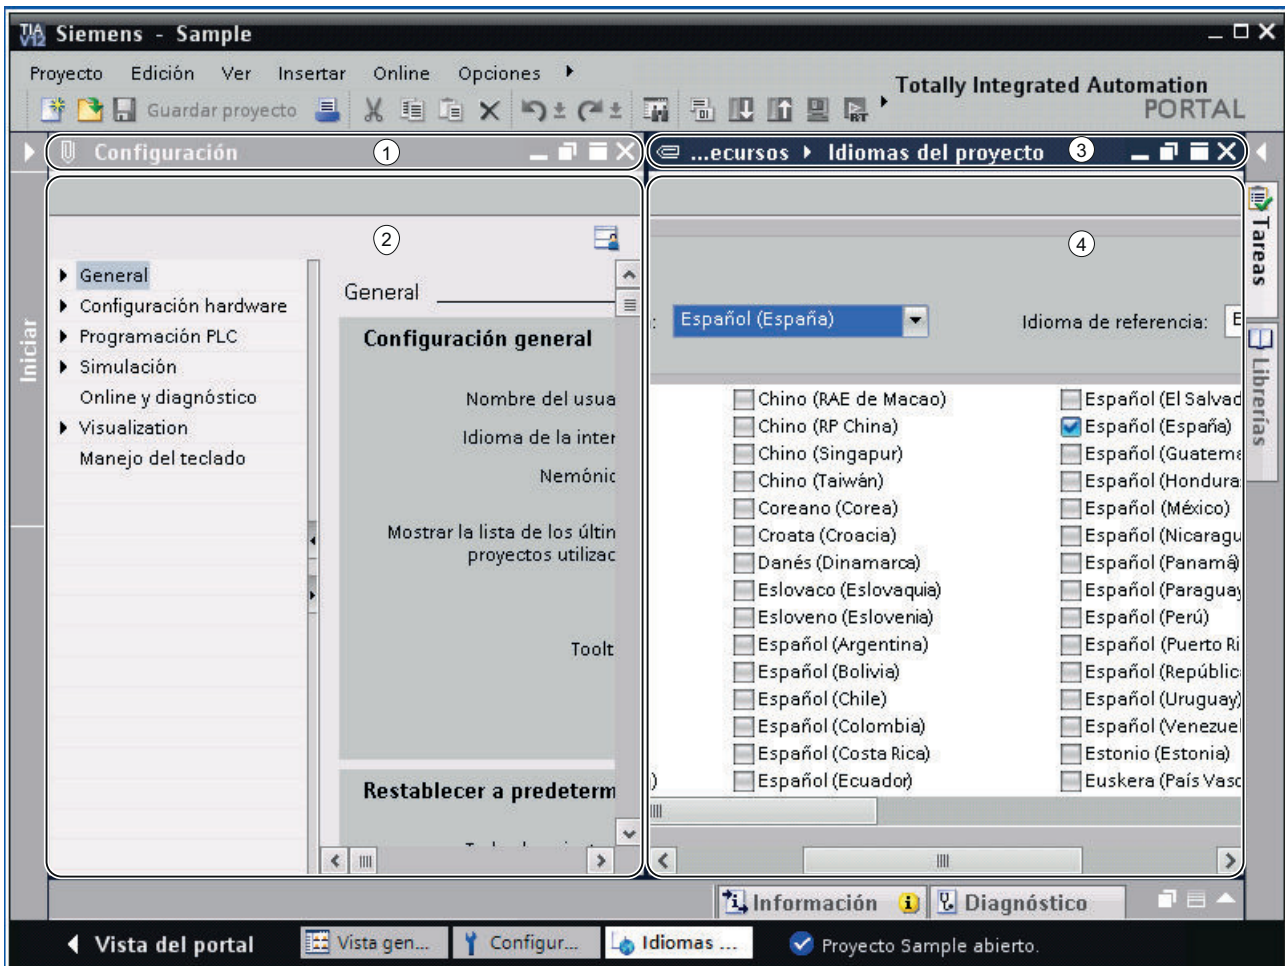 TIA V12 Siemens - Sample
Proyecto Edición Ver Insertar Online Opciones
Totally Integrated Automation
PORTAL
Guardar proyecto
RT
Configuración 1
...ecursos Idiomas del proyecto 3
2
4
Iniciar
General
Configuración hardware
Programación PLC
Simulación
Online y diagnóstico
Visualization
Manejo del teclado
General
Configuración general
Nombre del usua
Idioma de la inter
Nemónic
Mostrar la lista de los últin
proyectos utilizac
Toolt
Restablecer a predeterm
: Español (España) Idioma de referencia: E
Chino (RAE de Macao)
Chino (RP China)
Chino (Singapur)
Chino (Taiwán)
Coreano (Corea)
Croata (Croacia)
Danés (Dinamarca)
Eslovaco (Eslovaquia)
Esloveno (Eslovenia)
Español (Argentina)
Español (Bolivia)
Español (Chile)
Español (Colombia)
Español (Costa Rica)
) Español (Ecuador)
Español (El Salvad
Español (España)
Español (Guatema
Español (Hondura
Español (México)
Español (Nicaragu
Español (Panamá)
Español (Paraguay
Español (Perú)
Español (Puerto Ri
Español (Repúblic
Español (Uruguay)
Español (Venezuel
Estonio (Estonia)
Euskera (País Vasc
Tareas
Librerías
Información Diagnóstico
Vista del portal Vista gen... Configur... Idiomas ... Proyecto Sample abierto.